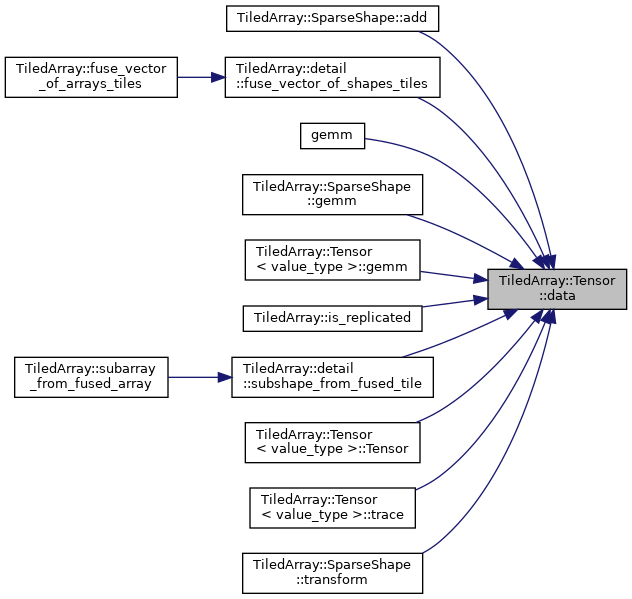 TiledArray::SparseShape::add
TiledArray::fuse_vector
_of_arrays_tiles
TiledArray::detail
::fuse_vector_of_shapes_tiles
gemm
TiledArray::SparseShape
::gemm
TiledArray::Tensor
< value_type >::gemm
TiledArray::Tensor
::data
TiledArray::is_replicated
TiledArray::subarray
_from_fused_array
TiledArray::detail
::subshape_from_fused_tile
TiledArray::Tensor
< value_type >::Tensor
TiledArray::Tensor
< value_type >::trace
TiledArray::SparseShape
::transform